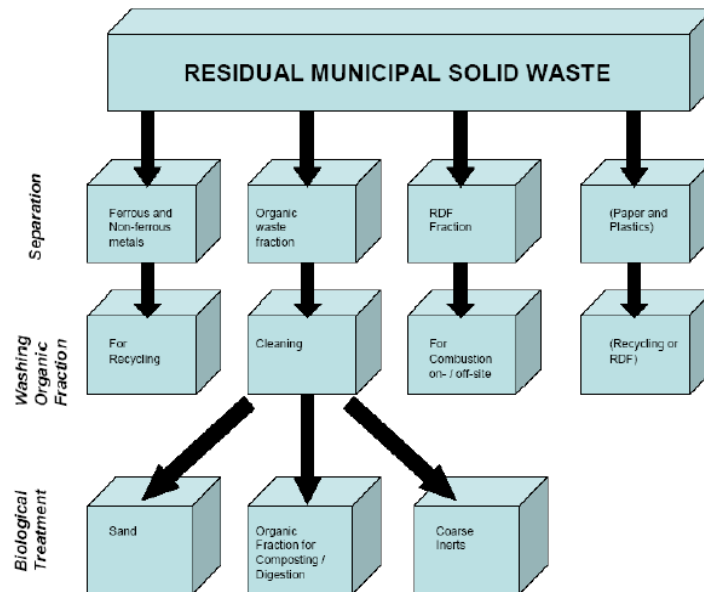 RESIDUAL MUNICIPAL SOLID WASTE
Separation
Ferrous and
Non-ferrous
metals
Organic
waste
fraction
RDF
Fraction
(Paper and
Plastics)
Washing
Organic
Fraction
For
Recycling
Cleaning
For
Combustion
on- / off-site
(Recycling or
RDF)
Biological
Treatment
Sand
Organic
Fraction for
Composting /
Digestion
Coarse
Inerts